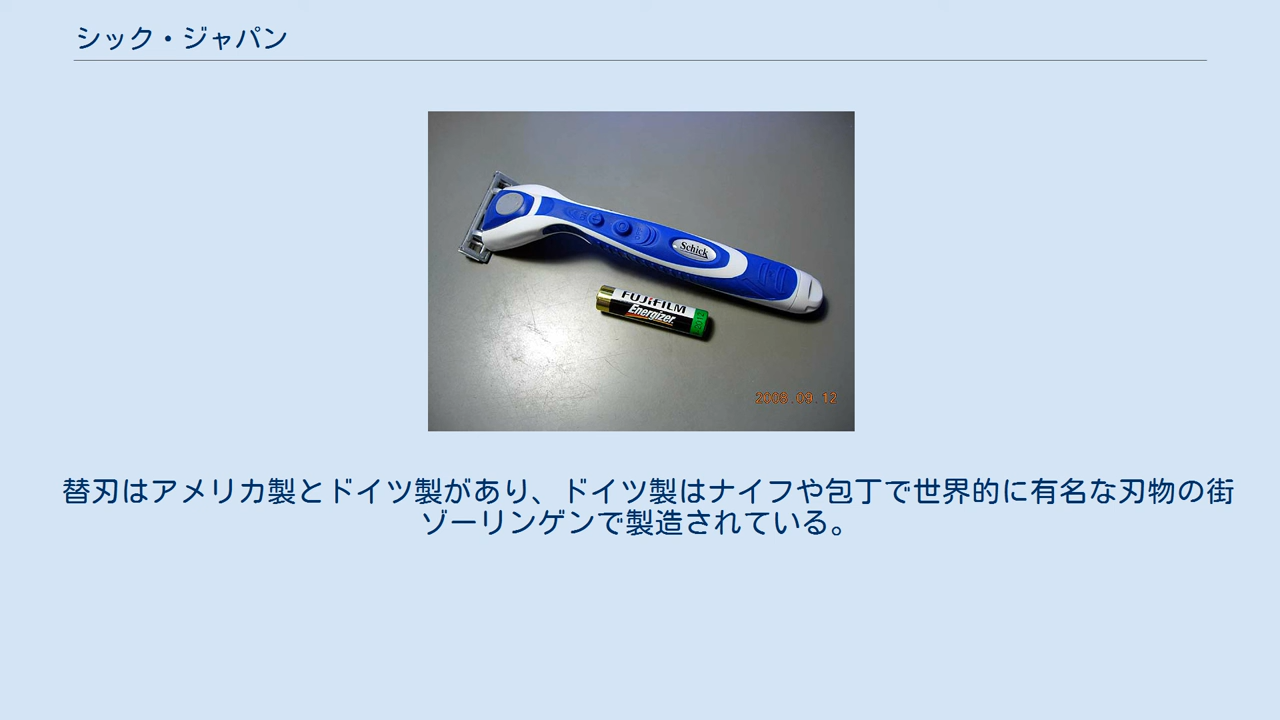 シック・ジャパン
Schick
FUJIFILM
Energizer
2008.09.12
替刃はアメリカ製とドイツ製があり、ドイツ製はナイフや包丁で世界的に有名な刃物の街
ゾーリンゲンで製造されている。